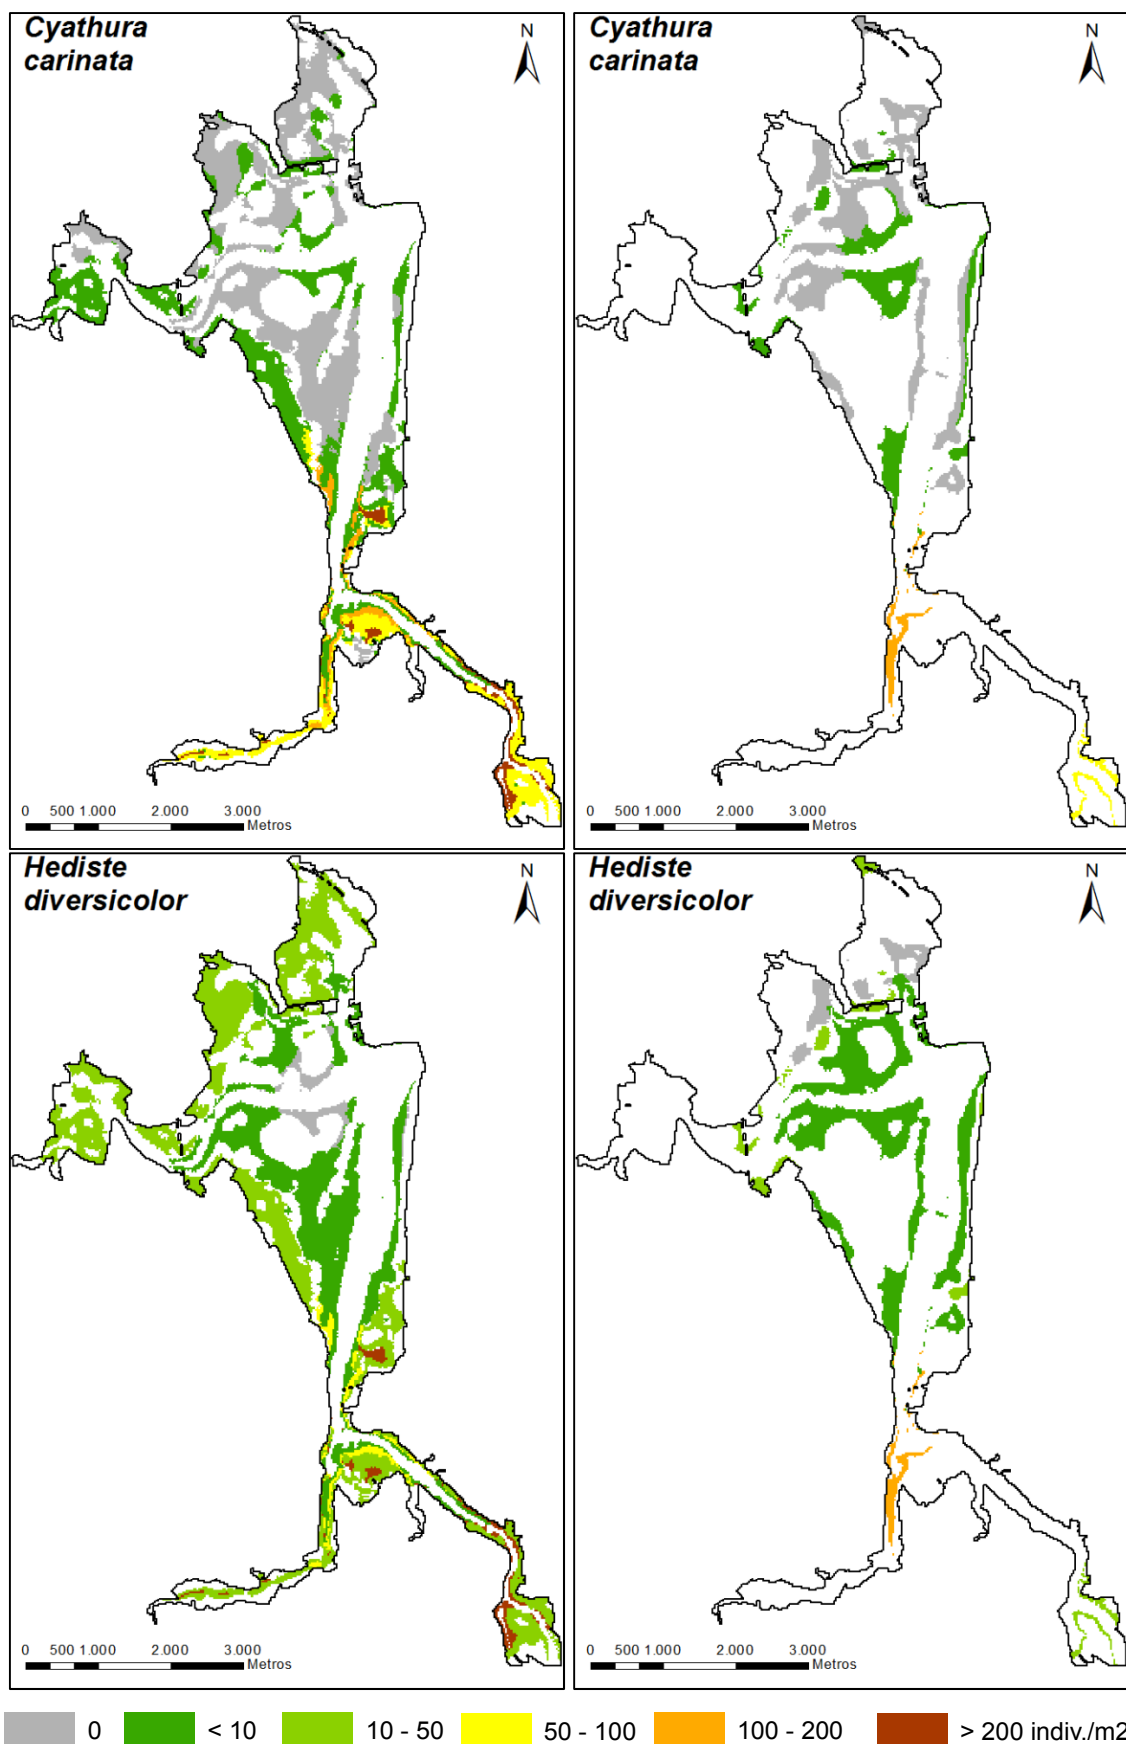 Cyathura
carinata
N
0 500 1.000 2.000 3.000
Metros
Cyathura
carinata
N
0 500 1.000 2.000 3.000
Metros
Hediste
diversicolor
N
0 500 1.000 2.000 3.000
Metros
Hediste
diversicolor
N
0 500 1.000 2.000 3.000
Metros
0 < 10 10 - 50 50 - 100 100 - 200 > 200 indiv./m2